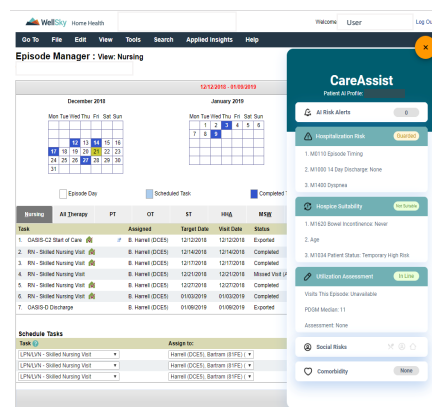 WellSky Home Health
Welcome User Log Ou
Go To File Edit View Tools Search Applied Insights Help
Episode Manager : View: Nursing
12/12/2018 - 01/09/2019
December 2018
Mon Tue Wed Thu Fri Sat Sun
12 13 14 15 16
17 18 19 20 21 22 23
24 25 26 27 28 29 30
31
January 2019
Mon Tue Wed Thu Fri Sat Sun
1 2 3 4 5 6
7 8 9
Episode Day Scheduled Task Completed T
Nursing All Therapy PT OT ST HHA MSW
Task Assigned Target Date Visit Date Status
1. OASIS-C2 Start of Care B. Harrell (DCE5) 12/12/2018 12/12/2018 Exported
2. RN - Skilled Nursing Visit B. Harrell (DCE5) 12/14/2018 12/14/2018 Completed
3. RN - Skilled Nursing Visit B. Harrell (DCE5) 12/17/2018 12/17/2018 Completed
4. RN - Skilled Nursing Visit B. Harrell (DCE5) 12/21/2018 12/21/2018 Missed Visit (A
5. RN - Skilled Nursing Visit B. Harrell (DCE5) 12/27/2018 12/27/2018 Completed
6. RN - Skilled Nursing Visit B. Harrell (DCE5) 01/03/2019 01/03/2019 Completed
7. OASIS-D Discharge B. Harrell (DCE5) 01/09/2019 01/09/2019 Exported
Schedule Tasks
Task Assign to:
LPN/LVN - Skilled Nursing Visit Harrell (DCE5), Bartram (81FE) (
LPN/LVN - Skilled Nursing Visit Harrell (DCE5), Bartram (81FE) (
LPN/LVN - Skilled Nursing Visit Harrell (DCE5), Bartram (81FE) (
×
CareAssist
Patient AI Profile:
AI Risk Alerts 0
Hospitalization Risk Guarded
1. M0110 Episode Timing
2. M1000 14 Day Discharge: None
3. M1400 Dyspnea
Hospice Suitability Not Suitable
1. M1620 Bowel Incontinence: Never
2. Age
3. M1034 Patient Status: Temporary High Risk
Utilization Assessment In Line
Visits This Episode: Unavailable
PDGM Median: 11
Assessment: None
Social Risks
Comorbidity None